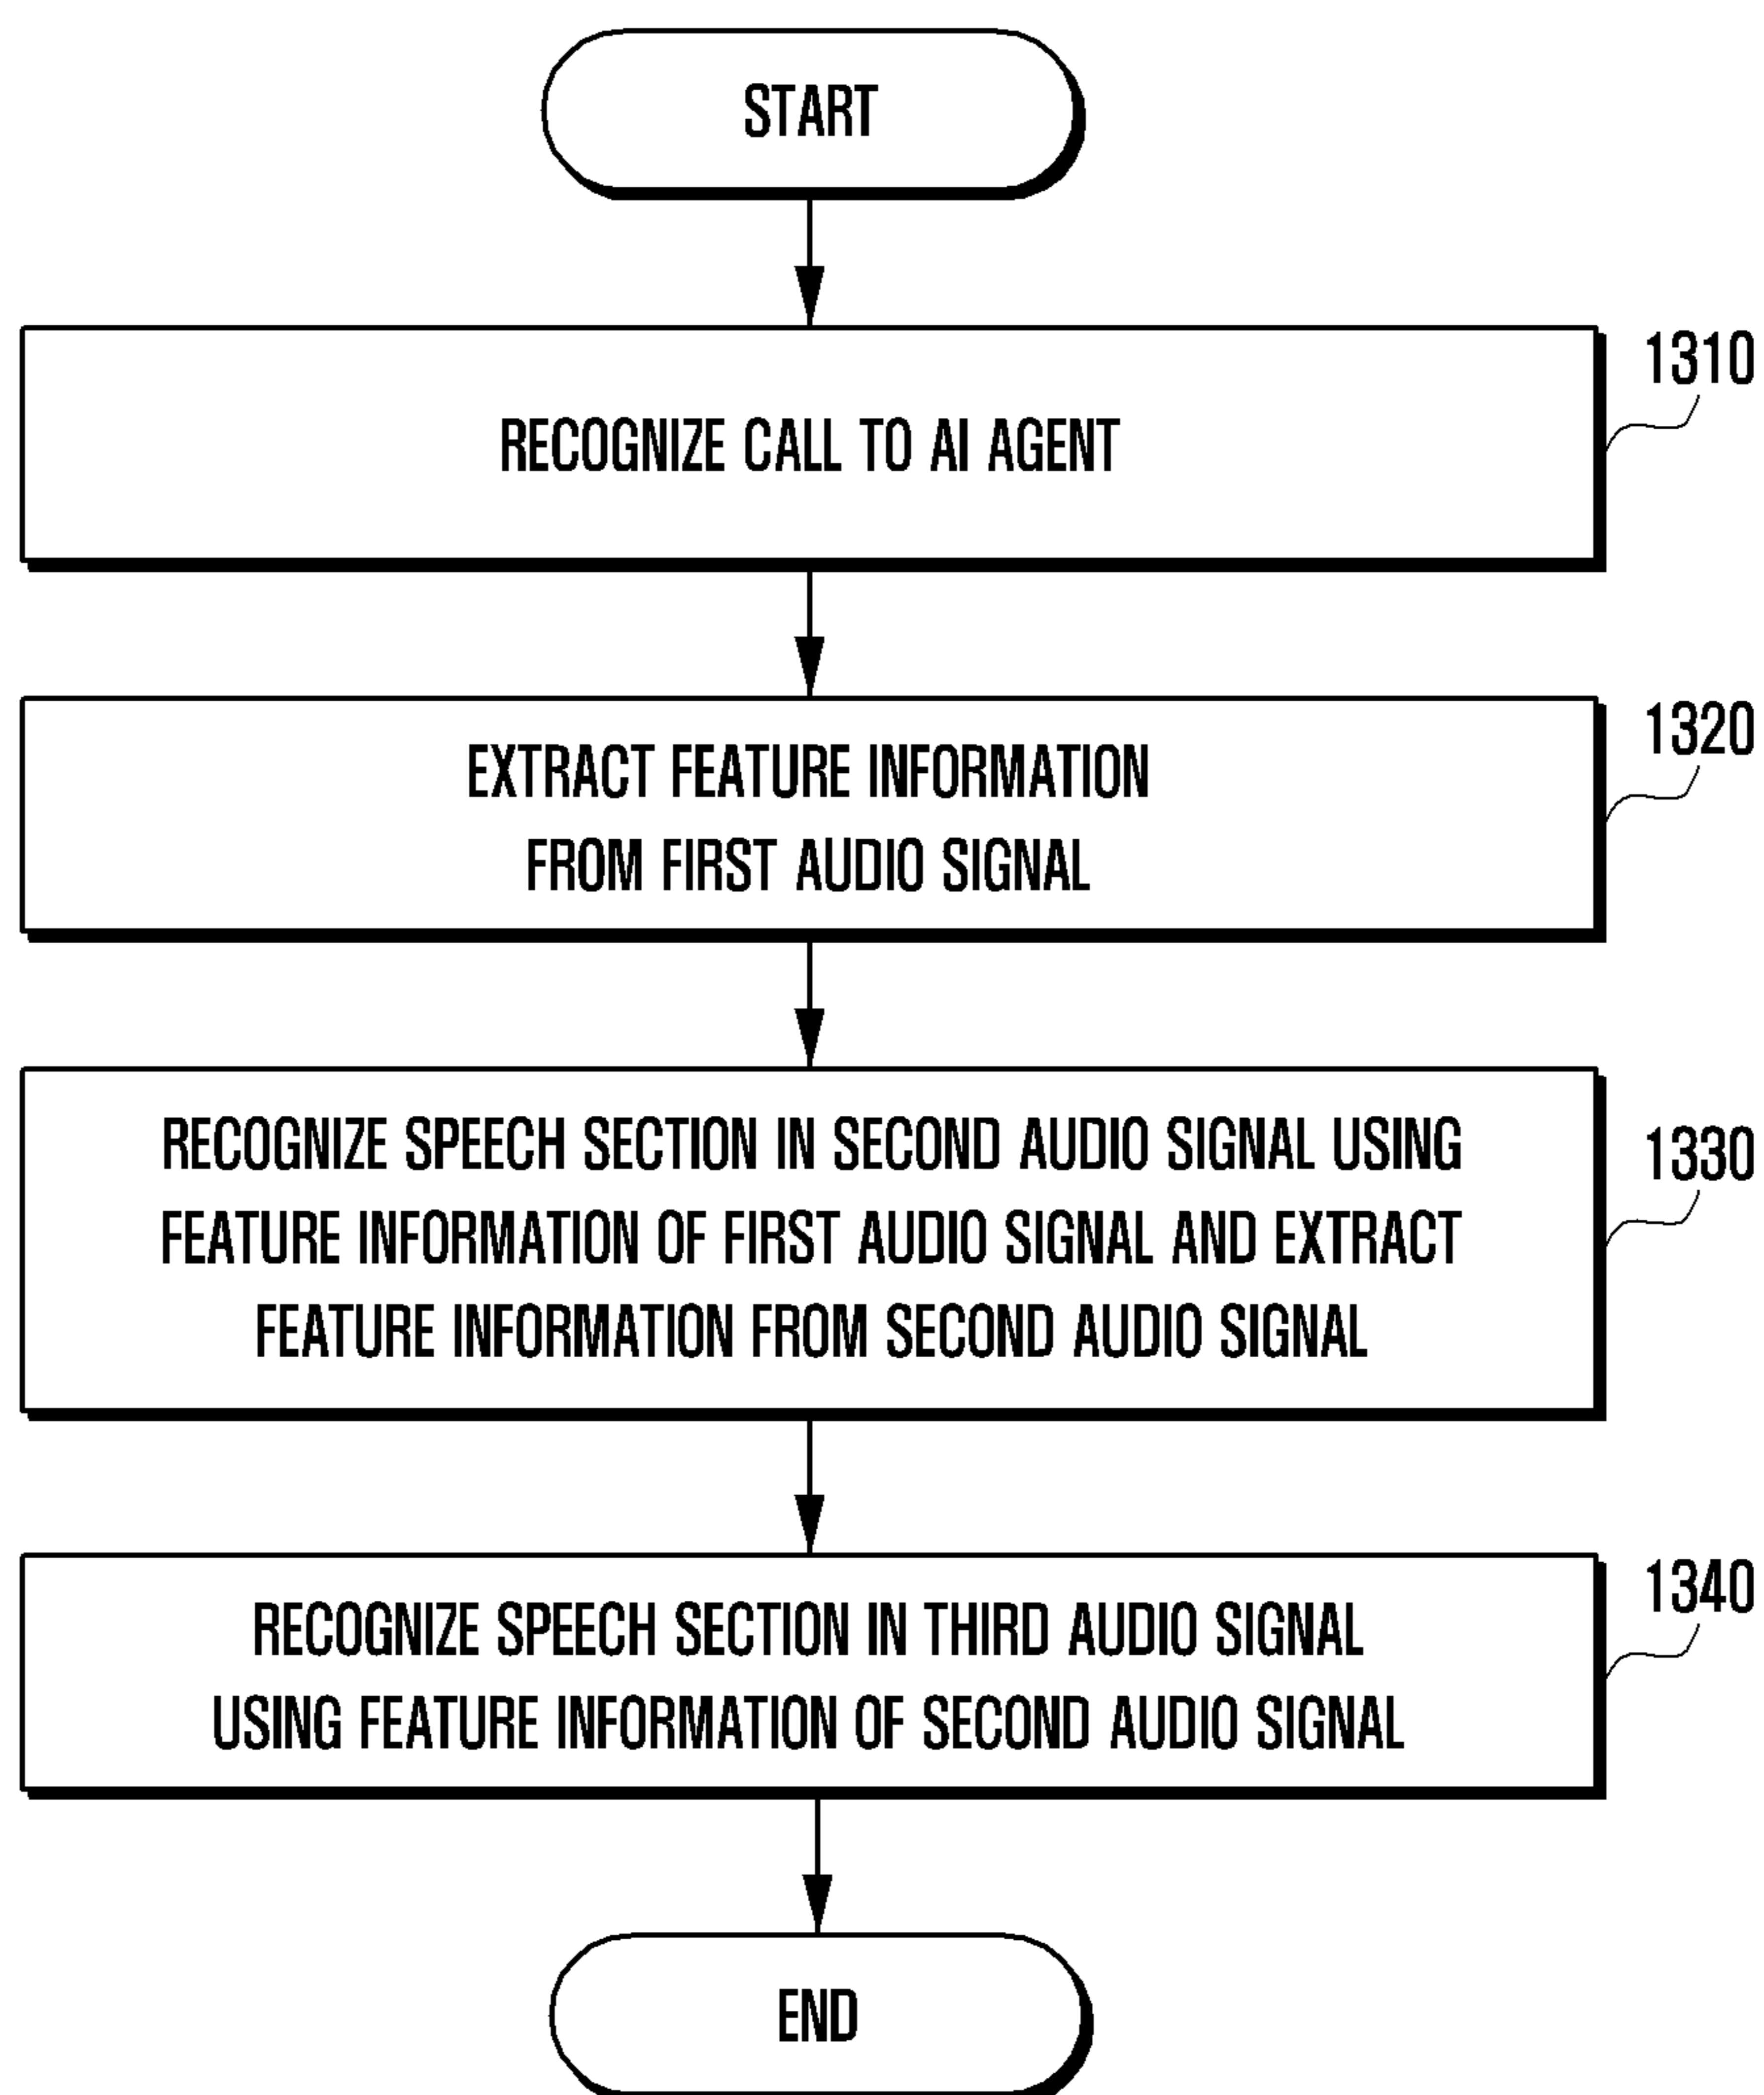 START
1310
RECOGNIZE CALL TO AI AGENT
1320
EXTRACT FEATURE INFORMATION
FROM FIRST AUDIO SIGNAL
1330
RECOGNIZE SPEECH SECTION IN SECOND AUDIO SIGNAL USING
FEATURE INFORMATION OF FIRST AUDIO SIGNAL AND EXTRACT
FEATURE INFORMATION FROM SECOND AUDIO SIGNAL
1340
RECOGNIZE SPEECH SECTION IN THIRD AUDIO SIGNAL
USING FEATURE INFORMATION OF SECOND AUDIO SIGNAL
END